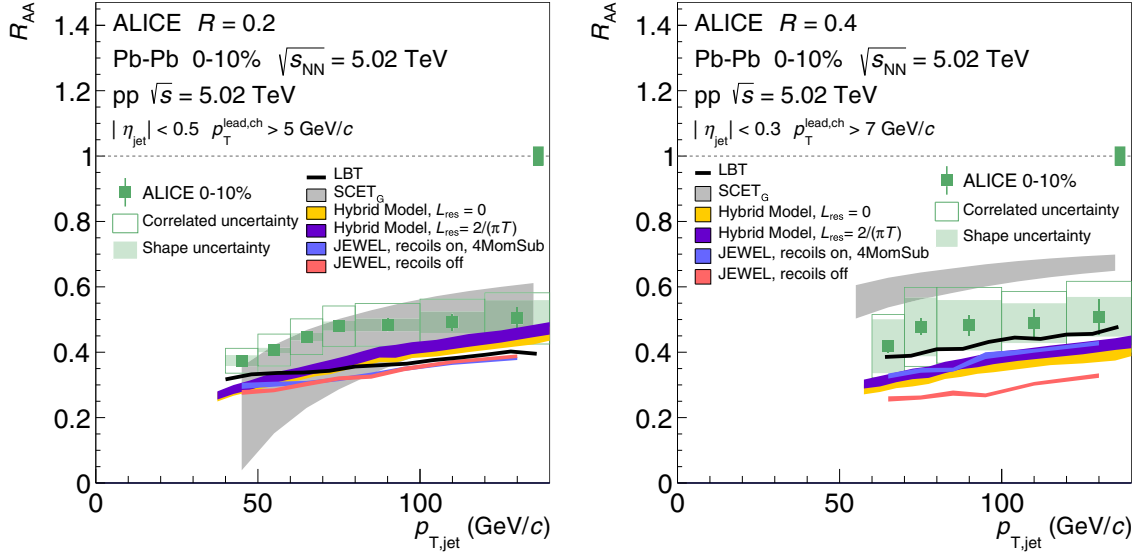 R_AA
1.4
1.2
1
0.8
0.6
0.4
0.2
0
ALICE R = 0.2
Pb-Pb 0-10% √s_NN = 5.02 TeV
pp √s = 5.02 TeV
| η_jet | < 0.5 p_T^lead,ch > 5 GeV/c
ALICE 0-10%
Correlated uncertainty
Shape uncertainty
LBT
SCET_G
Hybrid Model, L_res = 0
Hybrid Model, L_res = 2/(πT)
JEWEL, recoils on, 4MomSub
JEWEL, recoils off
0 50 100
p_T,jet (GeV/c)
R_AA
1.4
1.2
1
0.8
0.6
0.4
0.2
0
ALICE R = 0.4
Pb-Pb 0-10% √s_NN = 5.02 TeV
pp √s = 5.02 TeV
| η_jet | < 0.3 p_T^lead,ch > 7 GeV/c
LBT
SCET_G
Hybrid Model, L_res = 0
Hybrid Model, L_res = 2/(πT)
JEWEL, recoils on, 4MomSub
JEWEL, recoils off
ALICE 0-10%
Correlated uncertainty
Shape uncertainty
0 50 100
p_T,jet (GeV/c)